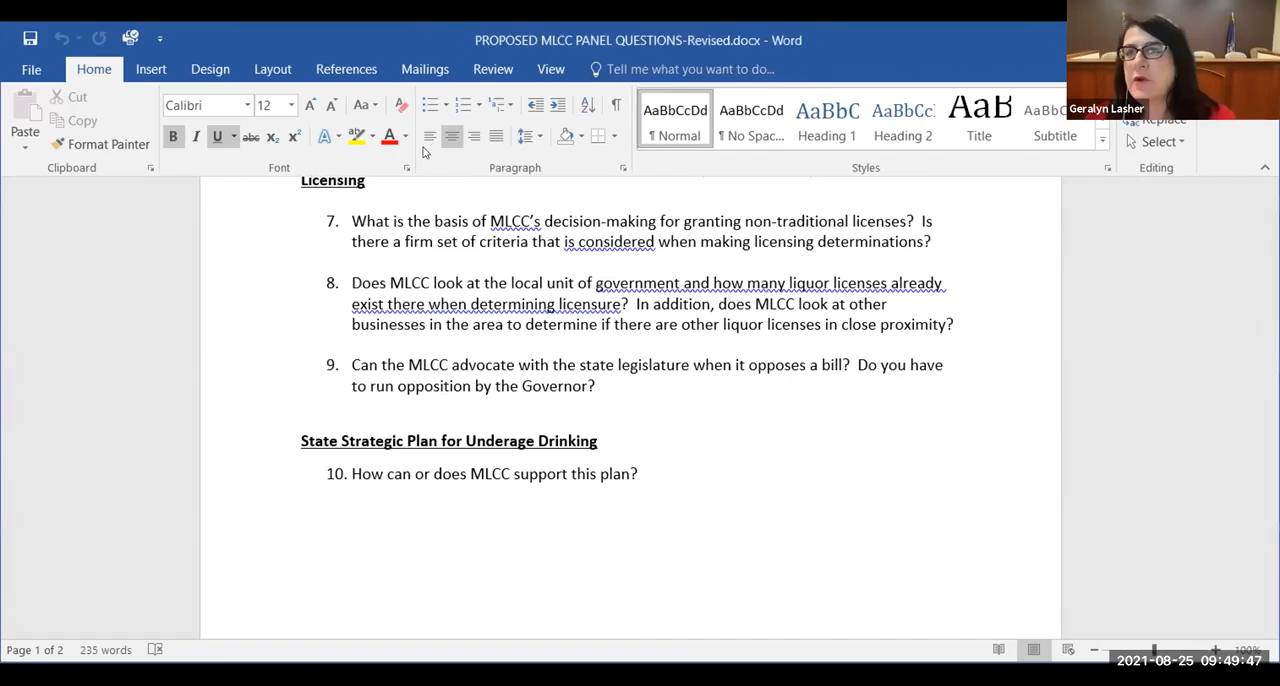 PROPOSED MLCC PANEL QUESTIONS-Revised.docx - Word
Geralyn Lasher
File Home Insert Design Layout References Mailings Review View Tell me what you want to do...
Paste
Cut
Copy
Format Painter
Calibri 12
¶ Normal
¶ No Spac...
Heading 1
Heading 2
Title
Subtitle
Replace
Select
Clipboard Font Paragraph Styles Editing
Licensing
7. What is the basis of MLCC's decision-making for granting non-traditional licenses? Is
there a firm set of criteria that is considered when making licensing determinations?
8. Does MLCC look at the local unit of government and how many liquor licenses already
exist there when determining licensure? In addition, does MLCC look at other
businesses in the area to determine if there are other liquor licenses in close proximity?
9. Can the MLCC advocate with the state legislature when it opposes a bill? Do you have
to run opposition by the Governor?
State Strategic Plan for Underage Drinking
10. How can or does MLCC support this plan?
Page 1 of 2 235 words
100%
2021-08-25 09:49:47